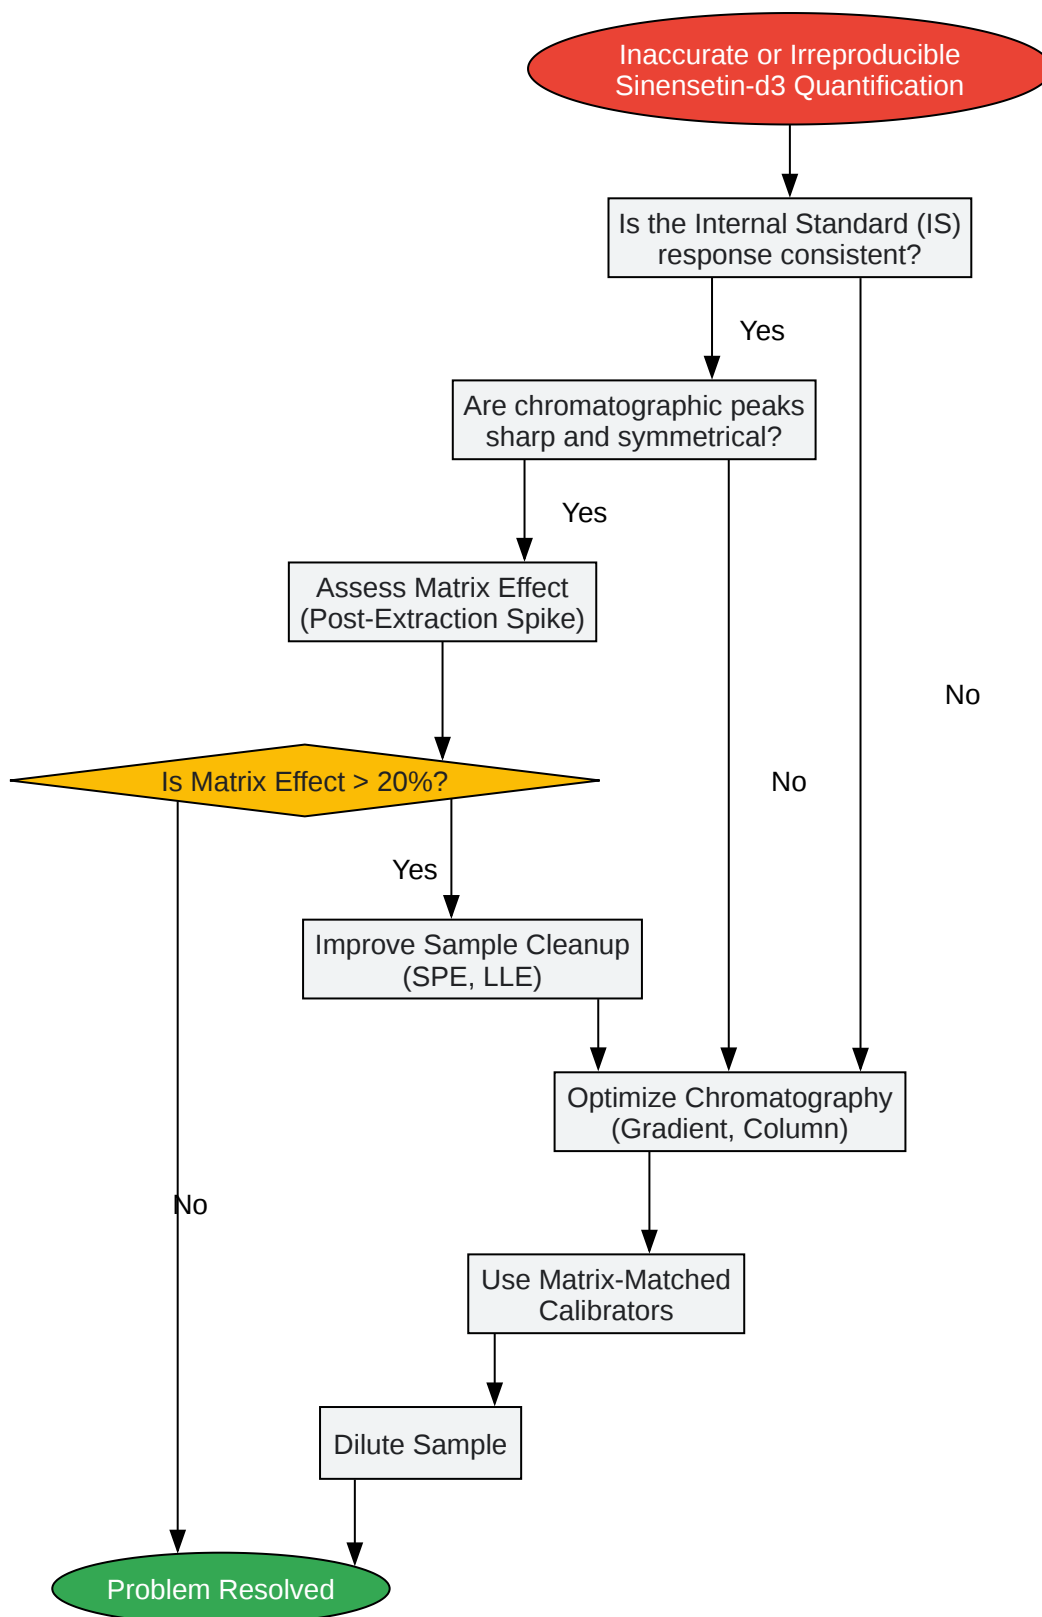 Inaccurate or Irreproducible
Sinensetin-d3 Quantification
Is the Internal Standard (IS)
response consistent?
Yes
Are chromatographic peaks
sharp and symmetrical?
Yes
Assess Matrix Effect
(Post-Extraction Spike)
No
Is Matrix Effect > 20%?
No
Yes
Improve Sample Cleanup
(SPE, LLE)
Optimize Chromatography
(Gradient, Column)
No
Use Matrix-Matched
Calibrators
Dilute Sample
Problem Resolved